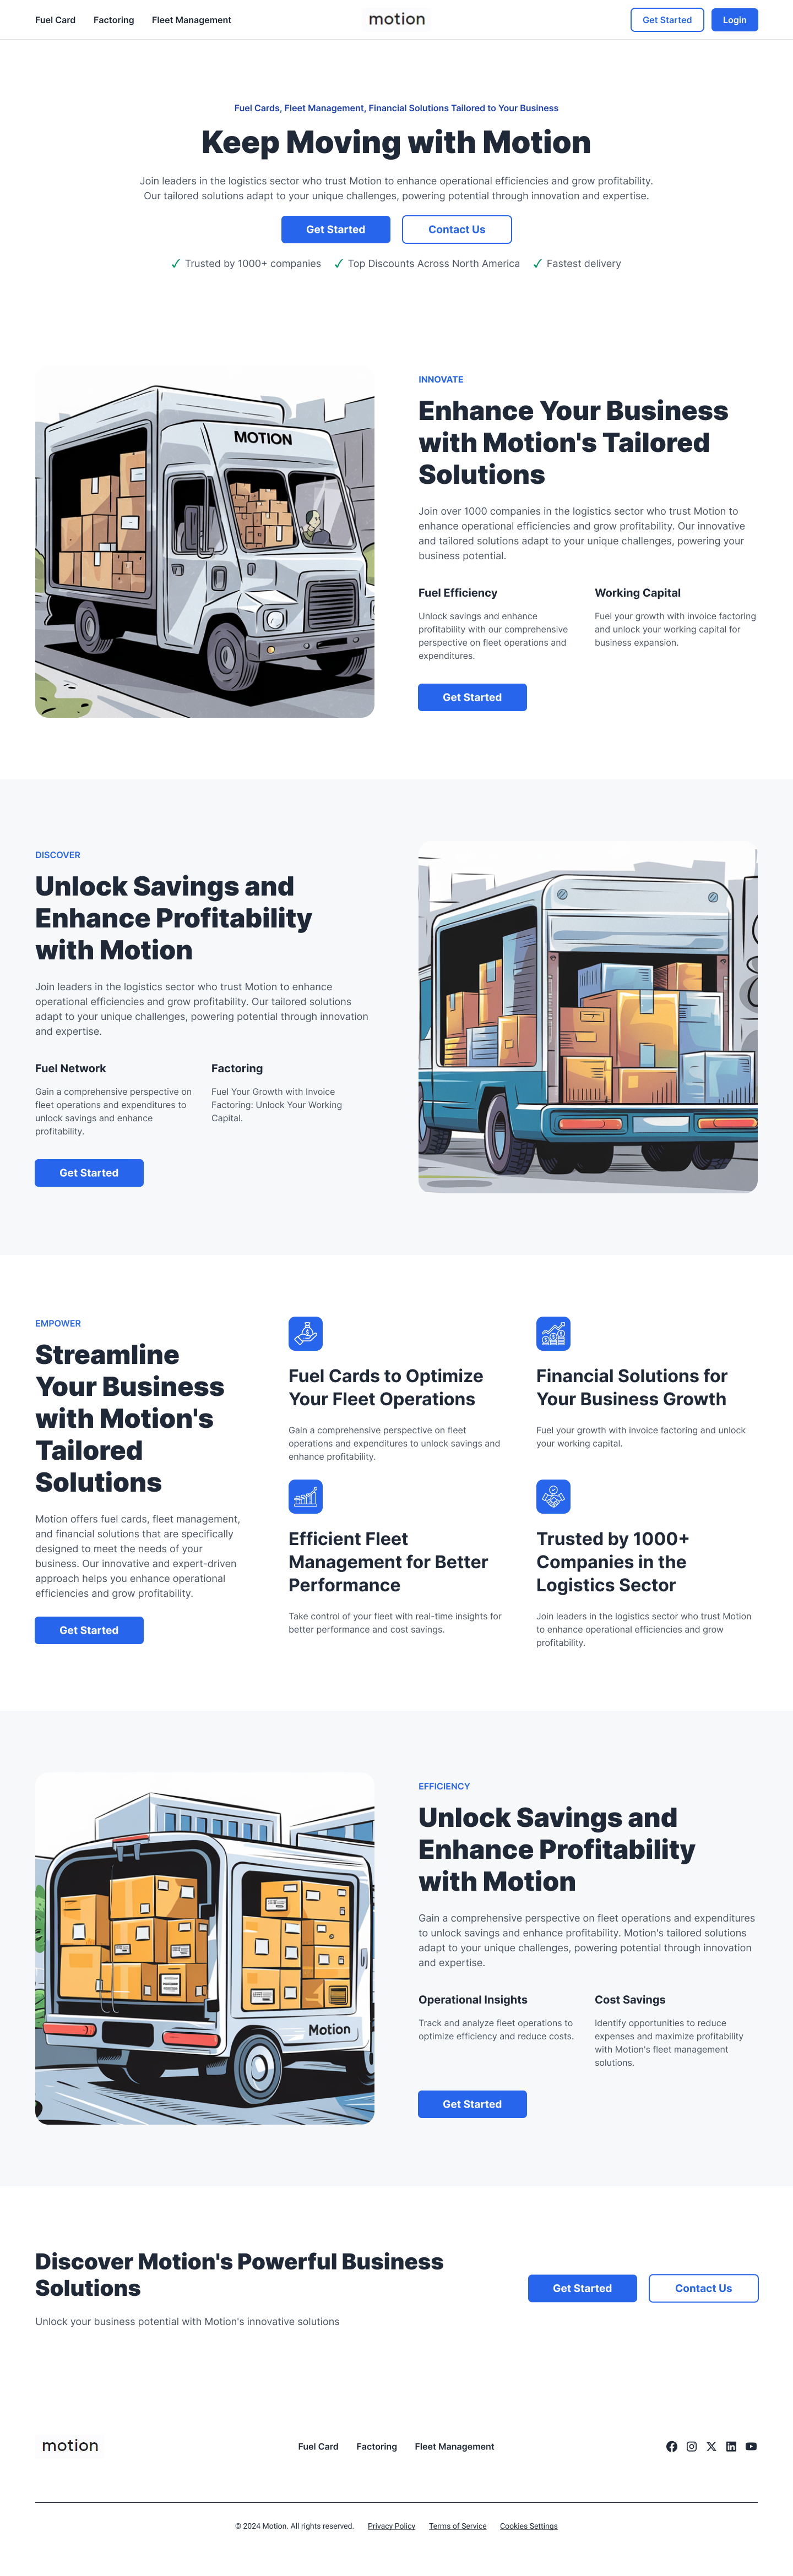 Fuel Card Factoring Fleet Management motion Get Started Login
Fuel Cards, Fleet Management, Financial Solutions Tailored to Your Business
Keep Moving with Motion
Join leaders in the logistics sector who trust Motion to enhance operational efficiencies and grow profitability.
Our tailored solutions adapt to your unique challenges, powering potential through innovation and expertise.
Get Started Contact Us
✓ Trusted by 1000+ companies ✓ Top Discounts Across North America ✓ Fastest delivery
MOTION
INNOVATE
Enhance Your Business
with Motion's Tailored
Solutions
Join over 1000 companies in the logistics sector who trust Motion to
enhance operational efficiencies and grow profitability. Our innovative
and tailored solutions adapt to your unique challenges, powering your
business potential.
Fuel Efficiency
Unlock savings and enhance
profitability with our comprehensive
perspective on fleet operations and
expenditures.
Working Capital
Fuel your growth with invoice factoring
and unlock your working capital for
business expansion.
Get Started
DISCOVER
Unlock Savings and
Enhance Profitability
with Motion
Join leaders in the logistics sector who trust Motion to enhance
operational efficiencies and grow profitability. Our tailored solutions
adapt to your unique challenges, powering potential through innovation
and expertise.
Fuel Network
Gain a comprehensive perspective on
fleet operations and expenditures to
unlock savings and enhance
profitability.
Factoring
Fuel Your Growth with Invoice
Factoring: Unlock Your Working
Capital.
Get Started
EMPOWER
Streamline
Your Business
with Motion's
Tailored
Solutions
Motion offers fuel cards, fleet management,
and financial solutions that are specifically
designed to meet the needs of your
business. Our innovative and expert-driven
approach helps you enhance operational
efficiencies and grow profitability.
Get Started
Fuel Cards to Optimize
Your Fleet Operations
Gain a comprehensive perspective on fleet
operations and expenditures to unlock savings and
enhance profitability.
Financial Solutions for
Your Business Growth
Fuel your growth with invoice factoring and unlock
your working capital.
Efficient Fleet
Management for Better
Performance
Take control of your fleet with real-time insights for
better performance and cost savings.
Trusted by 1000+
Companies in the
Logistics Sector
Join leaders in the logistics sector who trust Motion
to enhance operational efficiencies and grow
profitability.
Motion
EFFICIENCY
Unlock Savings and
Enhance Profitability
with Motion
Gain a comprehensive perspective on fleet operations and expenditures
to unlock savings and enhance profitability. Motion's tailored solutions
adapt to your unique challenges, powering potential through innovation
and expertise.
Operational Insights
Track and analyze fleet operations to
optimize efficiency and reduce costs.
Cost Savings
Identify opportunities to reduce
expenses and maximize profitability
with Motion's fleet management
solutions.
Get Started
Discover Motion's Powerful Business
Solutions
Unlock your business potential with Motion's innovative solutions
Get Started Contact Us
motion Fuel Card Factoring Fleet Management
© 2024 Motion. All rights reserved. Privacy Policy Terms of Service Cookies Settings